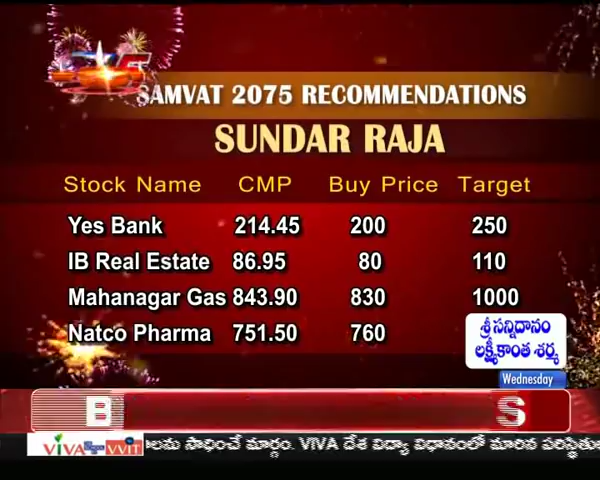 SAMVAT 2075 RECOMMENDATIONS
SUNDAR RAJA
Stock Name CMP Buy Price Target
Yes Bank 214.45 200 250
IB Real Estate 86.95 80 110
Mahanagar Gas 843.90 830 1000
Natco Pharma 751.50 760
శ్రీ సన్నిధానం
లక్ష్మీకాంత శర్మ
Wednesday
B S
VIVA VVIT లను సాధించే మార్గం. VIVA దేశ విద్యా విధానంలో మారిన పరిస్థితుల